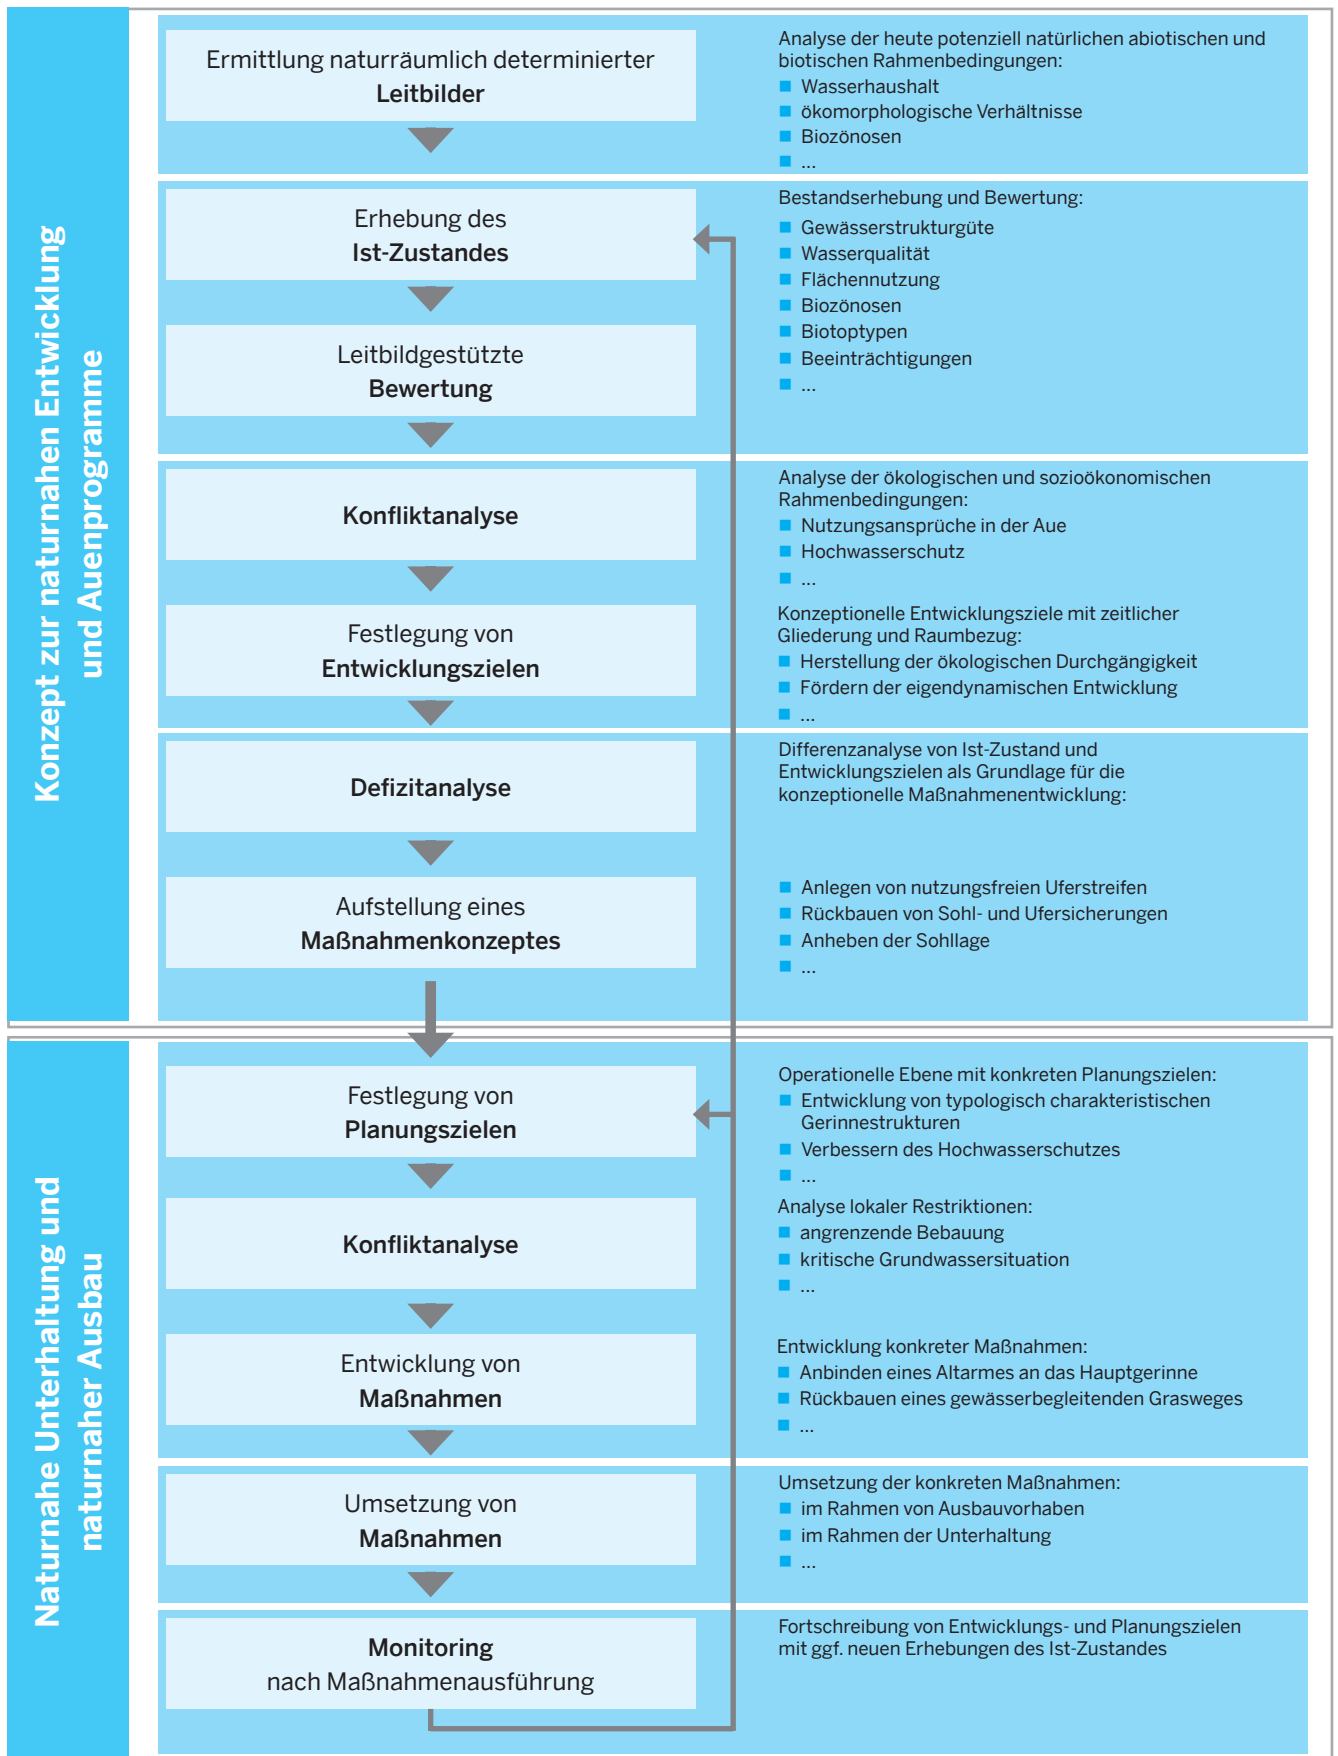 Konzept zur naturnahen Entwicklung
und Auenprogramme
Ermittlung naturräumlich determinierter
Leitbilder
Analyse der heute potenziell natürlichen abiotischen und
biotischen Rahmenbedingungen:
Wasserhaushalt
ökomorphologische Verhältnisse
Biozönosen
...
Erhebung des
Ist-Zustandes
Leitbildgestützte
Bewertung
Bestandserhebung und Bewertung:
Gewässerstrukturgüte
Wasserqualität
Flächennutzung
Biozönosen
Biotoptypen
Beeinträchtigungen
...
Konfliktanalyse
Analyse der ökologischen und sozioökonomischen
Rahmenbedingungen:
Nutzungsansprüche in der Aue
Hochwasserschutz
...
Festlegung von
Entwicklungszielen
Konzeptionelle Entwicklungsziele mit zeitlicher
Gliederung und Raumbezug:
Herstellung der ökologischen Durchgängigkeit
Fördern der eigendynamischen Entwicklung
...
Defizitanalyse
Differenzanalyse von Ist-Zustand und
Entwicklungszielen als Grundlage für die
konzeptionelle Maßnahmenentwicklung:
Aufstellung eines
Maßnahmenkonzeptes
Anlegen von nutzungsfreien Uferstreifen
Rückbauen von Sohl- und Ufersicherungen
Anheben der Sohllage
...
Naturnahe Unterhaltung und
naturnaher Ausbau
Festlegung von
Planungszielen
Operationelle Ebene mit konkreten Planungszielen:
Entwicklung von typologisch charakteristischen
Gerinnestrukturen
Verbessern des Hochwasserschutzes
...
Konfliktanalyse
Analyse lokaler Restriktionen:
angrenzende Bebauung
kritische Grundwassersituation
...
Entwicklung von
Maßnahmen
Entwicklung konkreter Maßnahmen:
Anbinden eines Altarmes an das Hauptgerinne
Rückbauen eines gewässerbegleitenden Grasweges
...
Umsetzung von
Maßnahmen
Umsetzung der konkreten Maßnahmen:
im Rahmen von Ausbauvorhaben
im Rahmen der Unterhaltung
...
Monitoring
nach Maßnahmenausführung
Fortschreibung von Entwicklungs- und Planungszielen
mit ggf. neuen Erhebungen des Ist-Zustandes